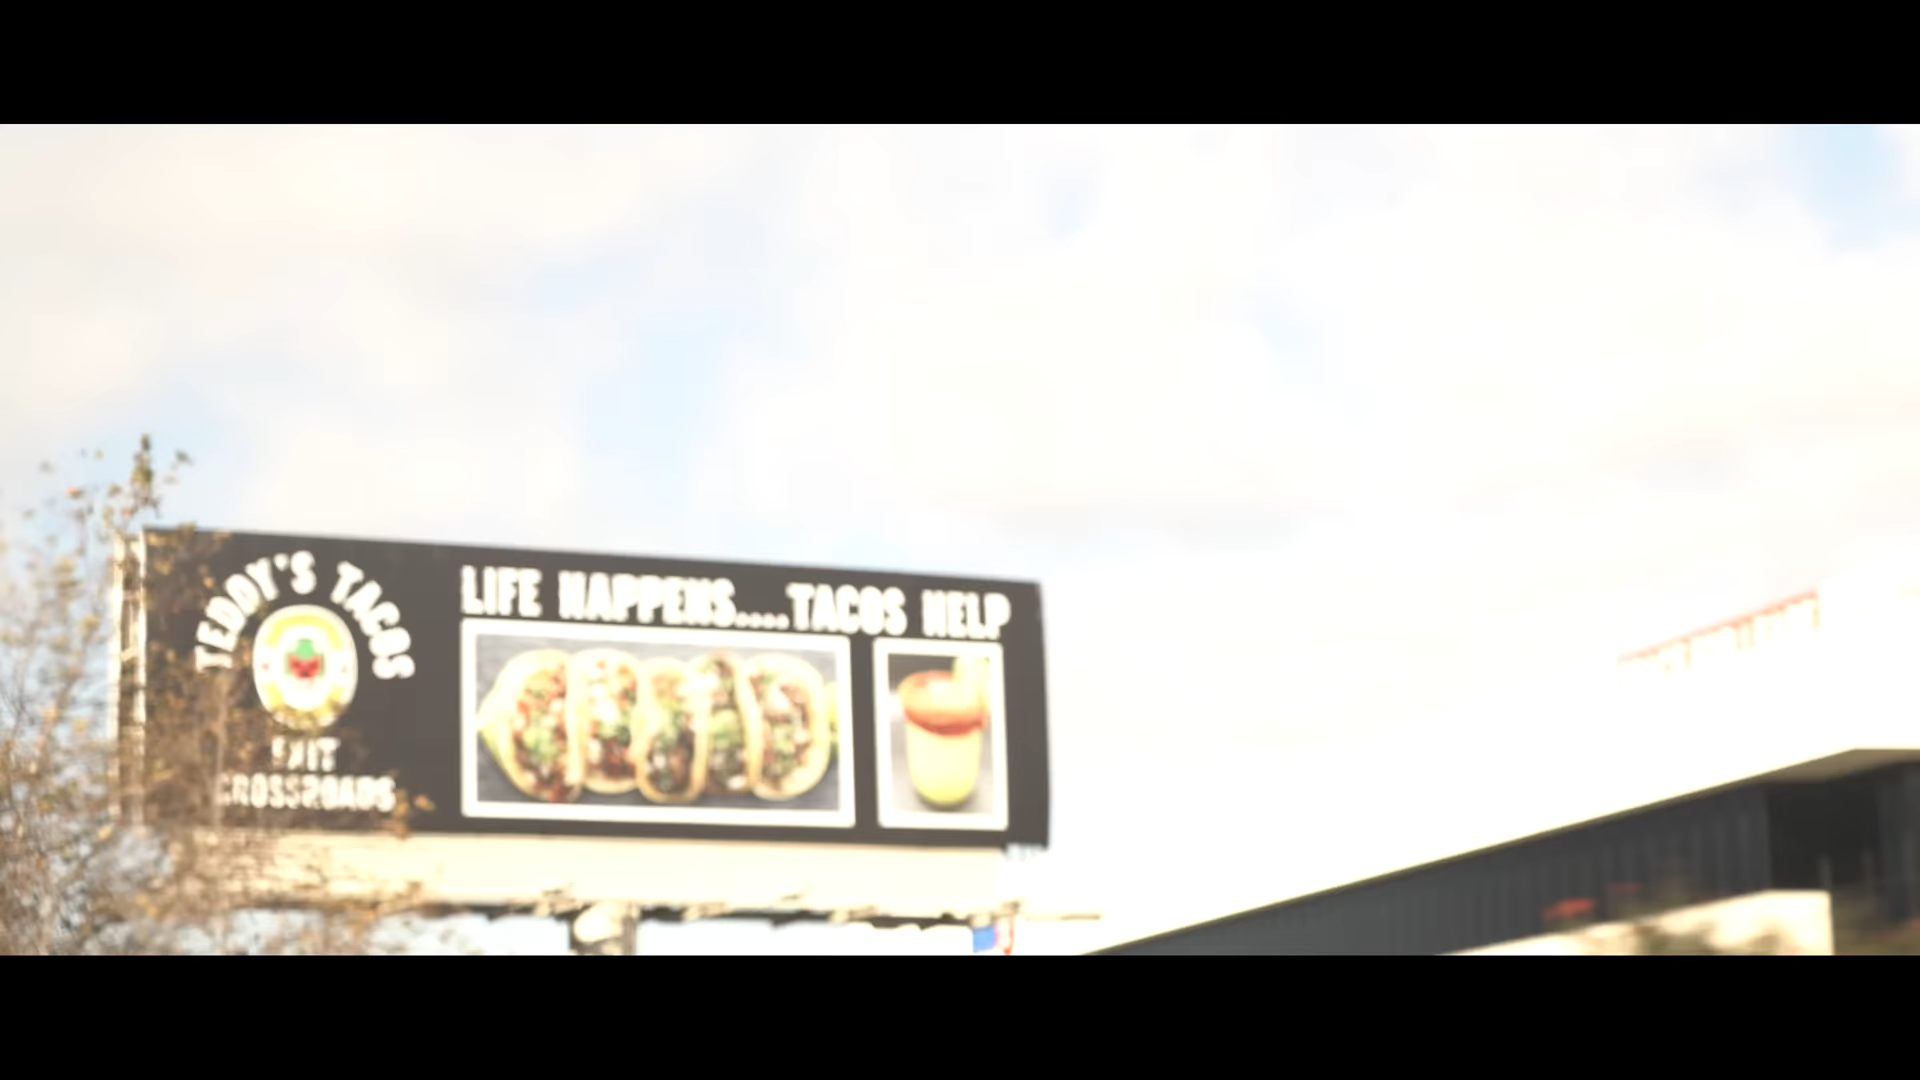 TEDDY'S TACOS
EXIT
CROSSROADS
LIFE HAPPENS....TACOS HELP